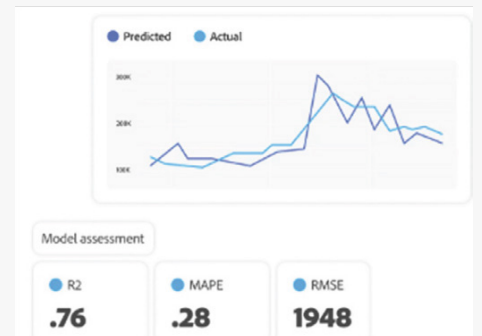 Predicted Actual
300K
200K
100K
Model assessment
R2 MAPE RMSE
.76 .28 1948